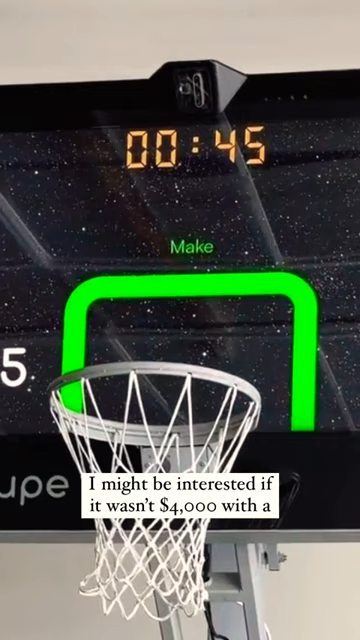 00:45
Make
5
upe
I might be interested if
it wasn't $4,000 with a